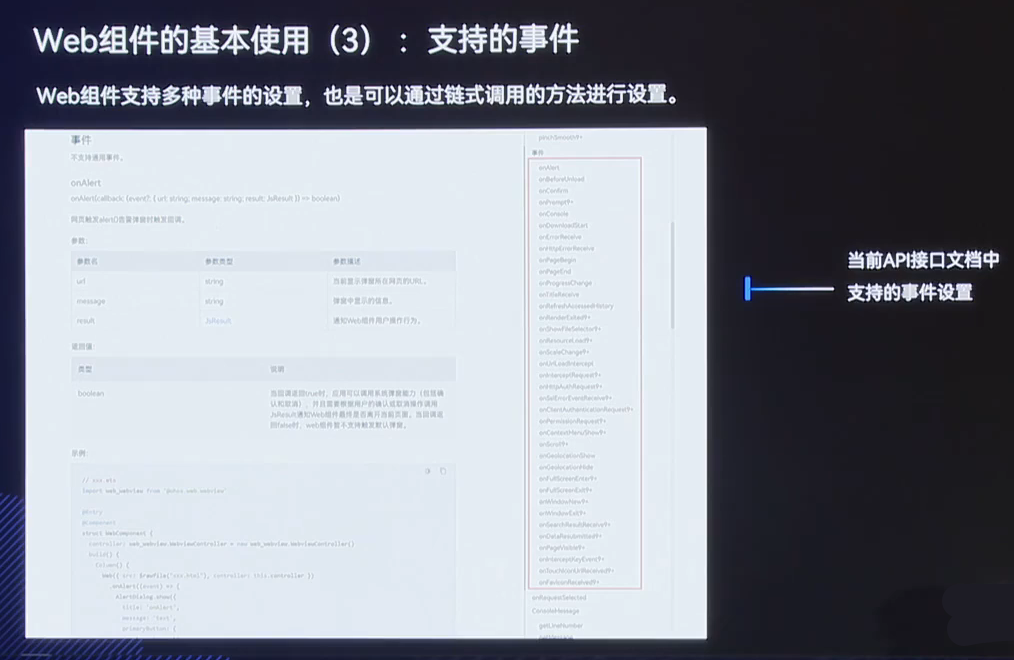 Web组件的基本使用（3）：支持的事件
Web组件支持多种事件的设置，也是可以通过链式调用的方法进行设置。
事件
不支持通用事件。
onAlert
onAlert(callback: (event?: { url: string; message: string; result: JsResult }) => boolean)
网页触发alert()告警弹窗时触发回调。
参数:
参数名 参数类型 参数描述
url string 当前显示弹窗所在网页的URL。
message string 弹窗中显示的信息。
result JsResult 通知Web组件用户操作行为。
返回值:
类型 说明
boolean 当回调返回true时，应用可以调用系统弹窗能力（包括确
认和取消），并且需要根据用户的确认或取消操作调用
JsResult通知Web组件最终是否离开当前页面。当回调返
回false时，web组件暂不支持触发默认弹窗。
示例:
// xxx.ets
import web_webview from '@ohos.web.webview'
@Entry
@Component
struct WebComponent {
controller: web_webview.WebviewController = new web_webview.WebviewController()
build() {
Column() {
Web({ src: $rawfile("xxx.html"), controller: this.controller })
.onAlert((event) => {
AlertDialog.show({
title: 'onAlert',
message: 'text',
primaryButton: {
事件
onAlert
onBeforeUnload
onConfirm
onPrompt9+
onConsole
onDownloadStart
onErrorReceive
onHttpErrorReceive
onPageBegin
onPageEnd
onProgressChange
onTitleReceive
onRefreshAccessedHistory
onRenderExited9+
onShowFileSelector9+
onResourceLoad9+
onScaleChange9+
onUrlLoadIntercept
onInterceptRequest9+
onHttpAuthRequest9+
onSslErrorEventReceive9+
onClientAuthenticationRequest9+
onPermissionRequest9+
onContextMenuShow9+
onScroll9+
onGeolocationShow
onGeolocationHide
onFullScreenEnter9+
onFullScreenExit9+
onWindowNew9+
onWindowExit9+
onSearchResultReceive9+
onDataResubmitted9+
onPageVisible9+
onInterceptKeyEvent9+
onTouchIconUrlReceived9+
onFaviconReceived9+
onRequestSelected
ConsoleMessage
getLineNumber
getMessage
当前API接口文档中
支持的事件设置